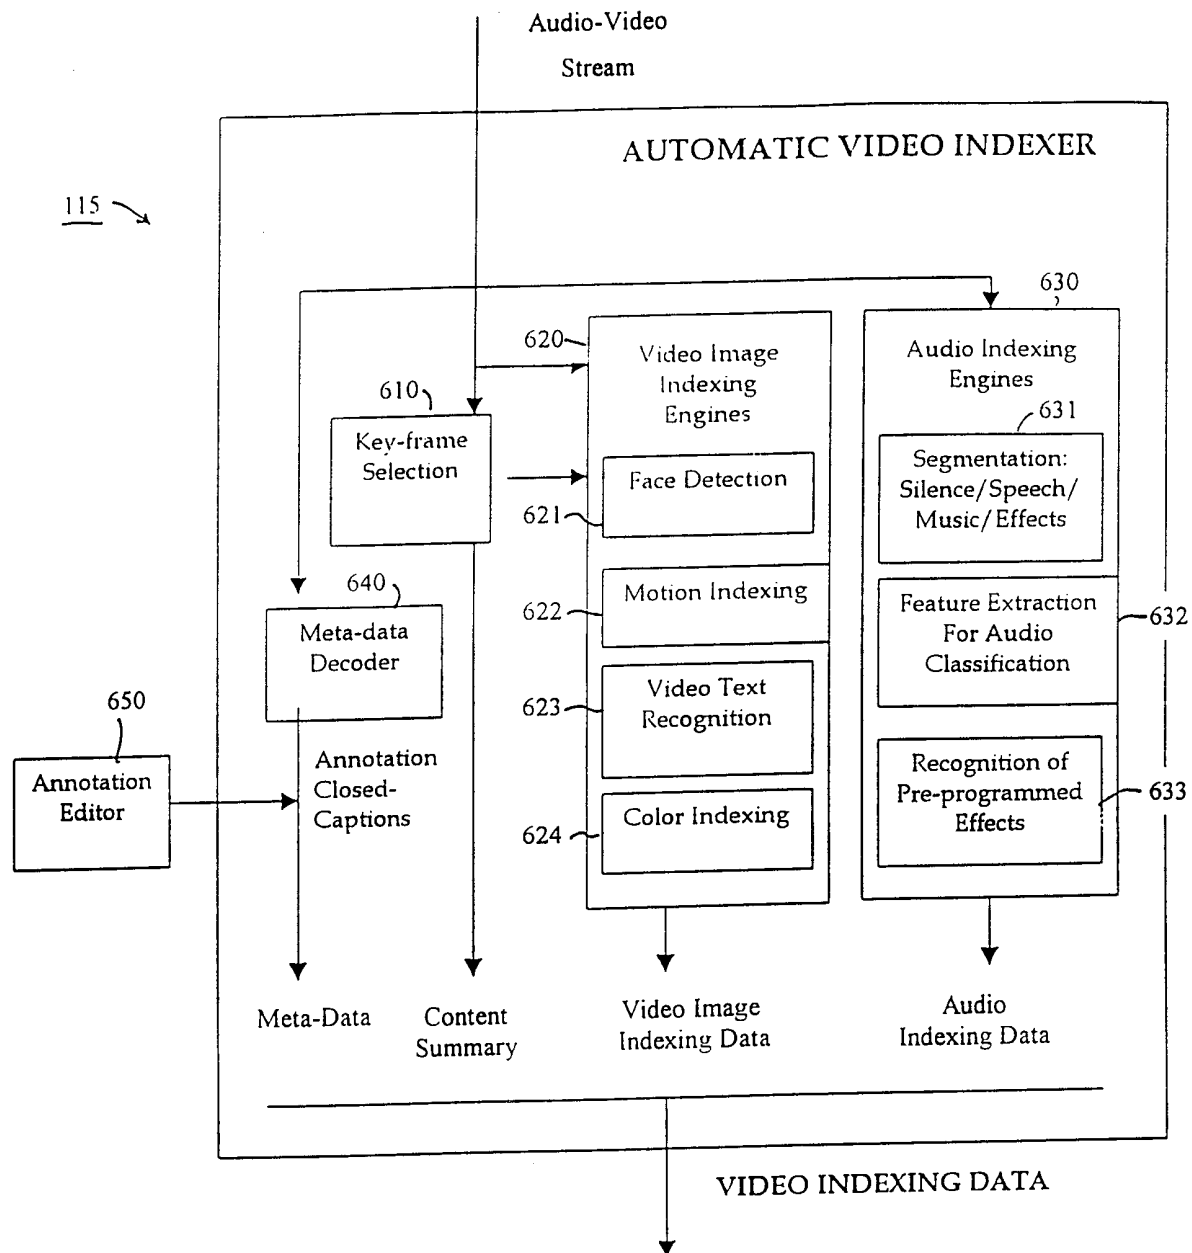 Audio-Video
Stream
AUTOMATIC VIDEO INDEXER
115
630
620
Video Image
Indexing
Engines
Audio Indexing
Engines
610
Key-frame
Selection
631
Segmentation:
Silence/Speech/
Music/Effects
Face Detection
621
640
Motion Indexing
622
Feature Extraction
For Audio
Classification
632
Meta-data
Decoder
623
Video Text
Recognition
650
Annotation
Editor
Annotation
Closed-
Captions
Recognition of
Pre-programmed
Effects
633
624
Color Indexing
Meta-Data
Content
Summary
Video Image
Indexing Data
Audio
Indexing Data
VIDEO INDEXING DATA